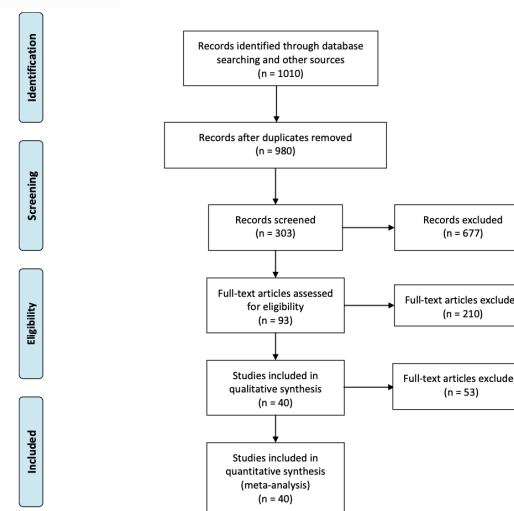 Identification
Records identified through database
searching and other sources
(n = 1010)
Records after duplicates removed
(n = 980)
Screening
Records screened
(n = 303)
Records excluded
(n = 677)
Eligibility
Full-text articles assessed
for eligibility
(n = 93)
Full-text articles exclude
(n = 210)
Studies included in
qualitative synthesis
(n = 40)
Full-text articles exclude
(n = 53)
Included
Studies included in
quantitative synthesis
(meta-analysis)
(n = 40)